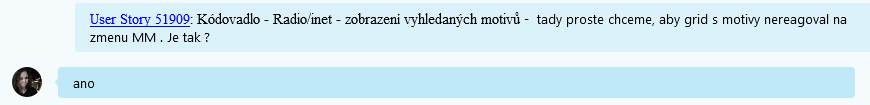 User Story 51909: Kódovadlo - Radio/inet - zobrazeni vyhledaných motivů - tady proste chceme, aby grid s motivy nereagoval na
zmenu MM . Je tak ?
ano